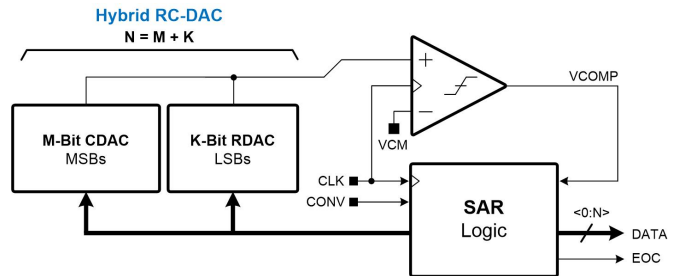 Hybrid RC-DAC
N = M + K
M-Bit CDAC
MSBs
K-Bit RDAC
LSBs
+
−
VCM
VCOMP
CLK
CONV
SAR
Logic
<0:N>
DATA
EOC